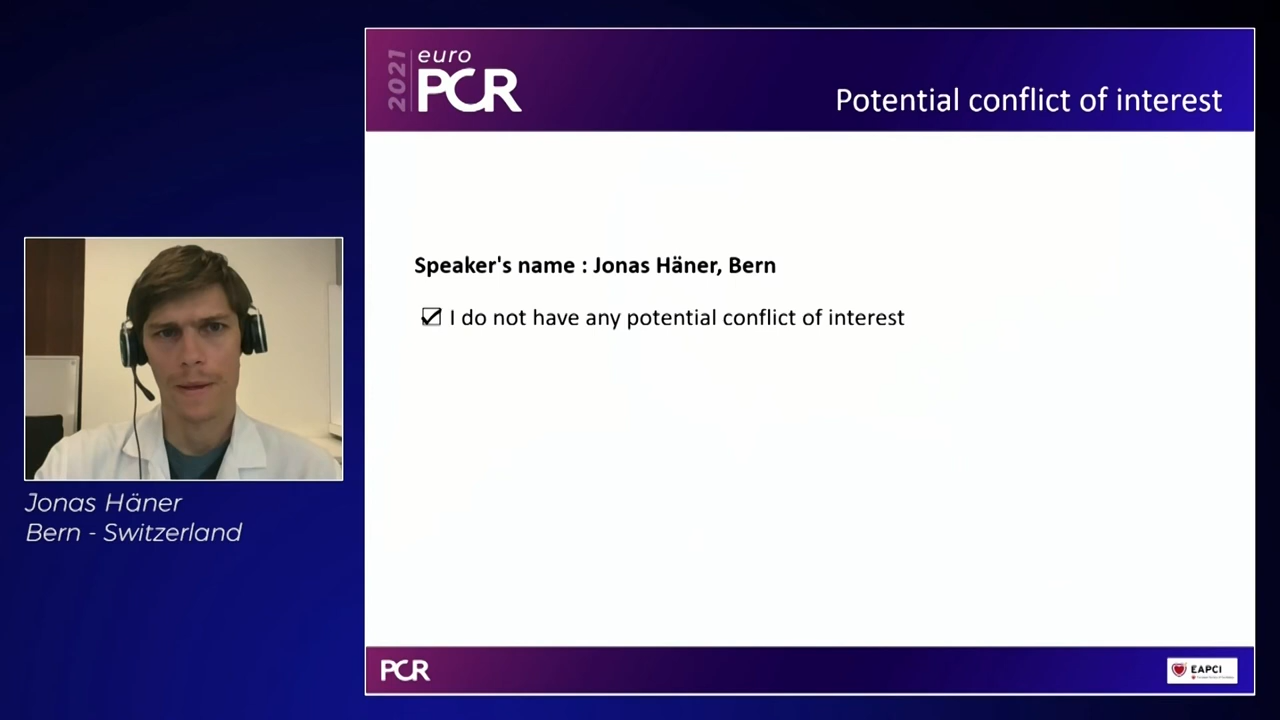 2021
euro
PCR
Potential conflict of interest
Speaker's name : Jonas Häner, Bern
☑ I do not have any potential conflict of interest
Jonas Häner
Bern - Switzerland
PCR
EAPCI